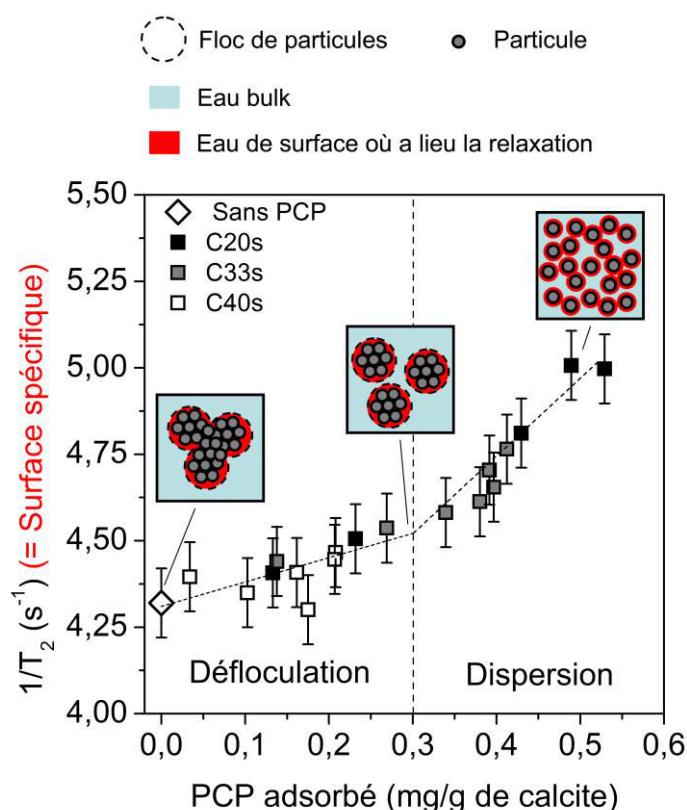 Floc de particules
Particule
Eau bulk
Eau de surface où a lieu la relaxation
1/T2 (s-1) (= Surface spécifique)
5,50
5,25
5,00
4,75
4,50
4,25
4,00
Sans PCP
C20s
C33s
C40s
Défloculation
Dispersion
0,0 0,1 0,2 0,3 0,4 0,5 0,6
PCP adsorbé (mg/g de calcite)